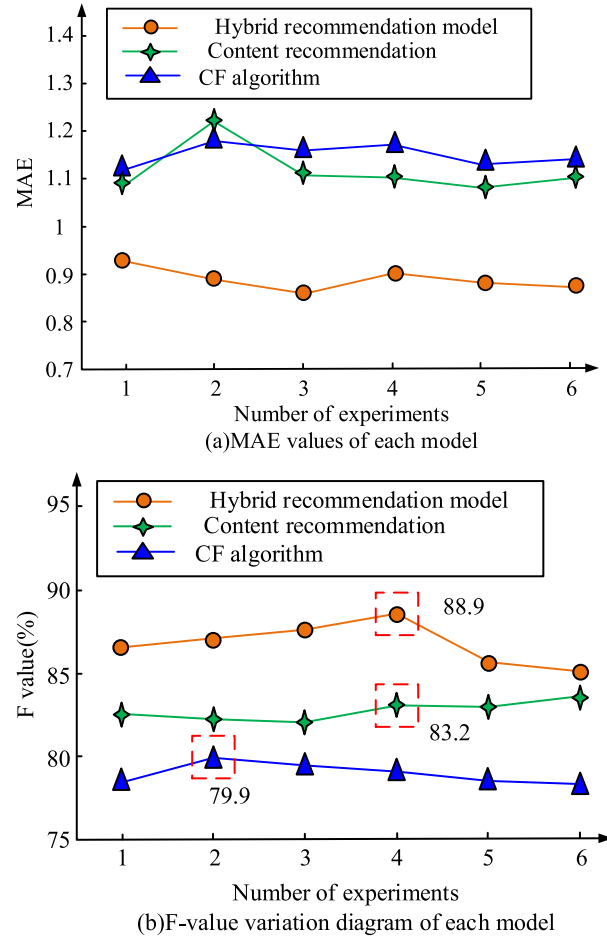 1.4
1.3
1.2
1.1
1
0.9
0.8
0.7
MAE
Hybrid recommendation model
Content recommendation
CF algorithm
1 2 3 4 5 6
Number of experiments
(a)MAE values of each model
95
90
85
80
75
F value(%)
Hybrid recommendation model
Content recommendation
CF algorithm
88.9
83.2
79.9
1 2 3 4 5 6
Number of experiments
(b)F-value variation diagram of each model